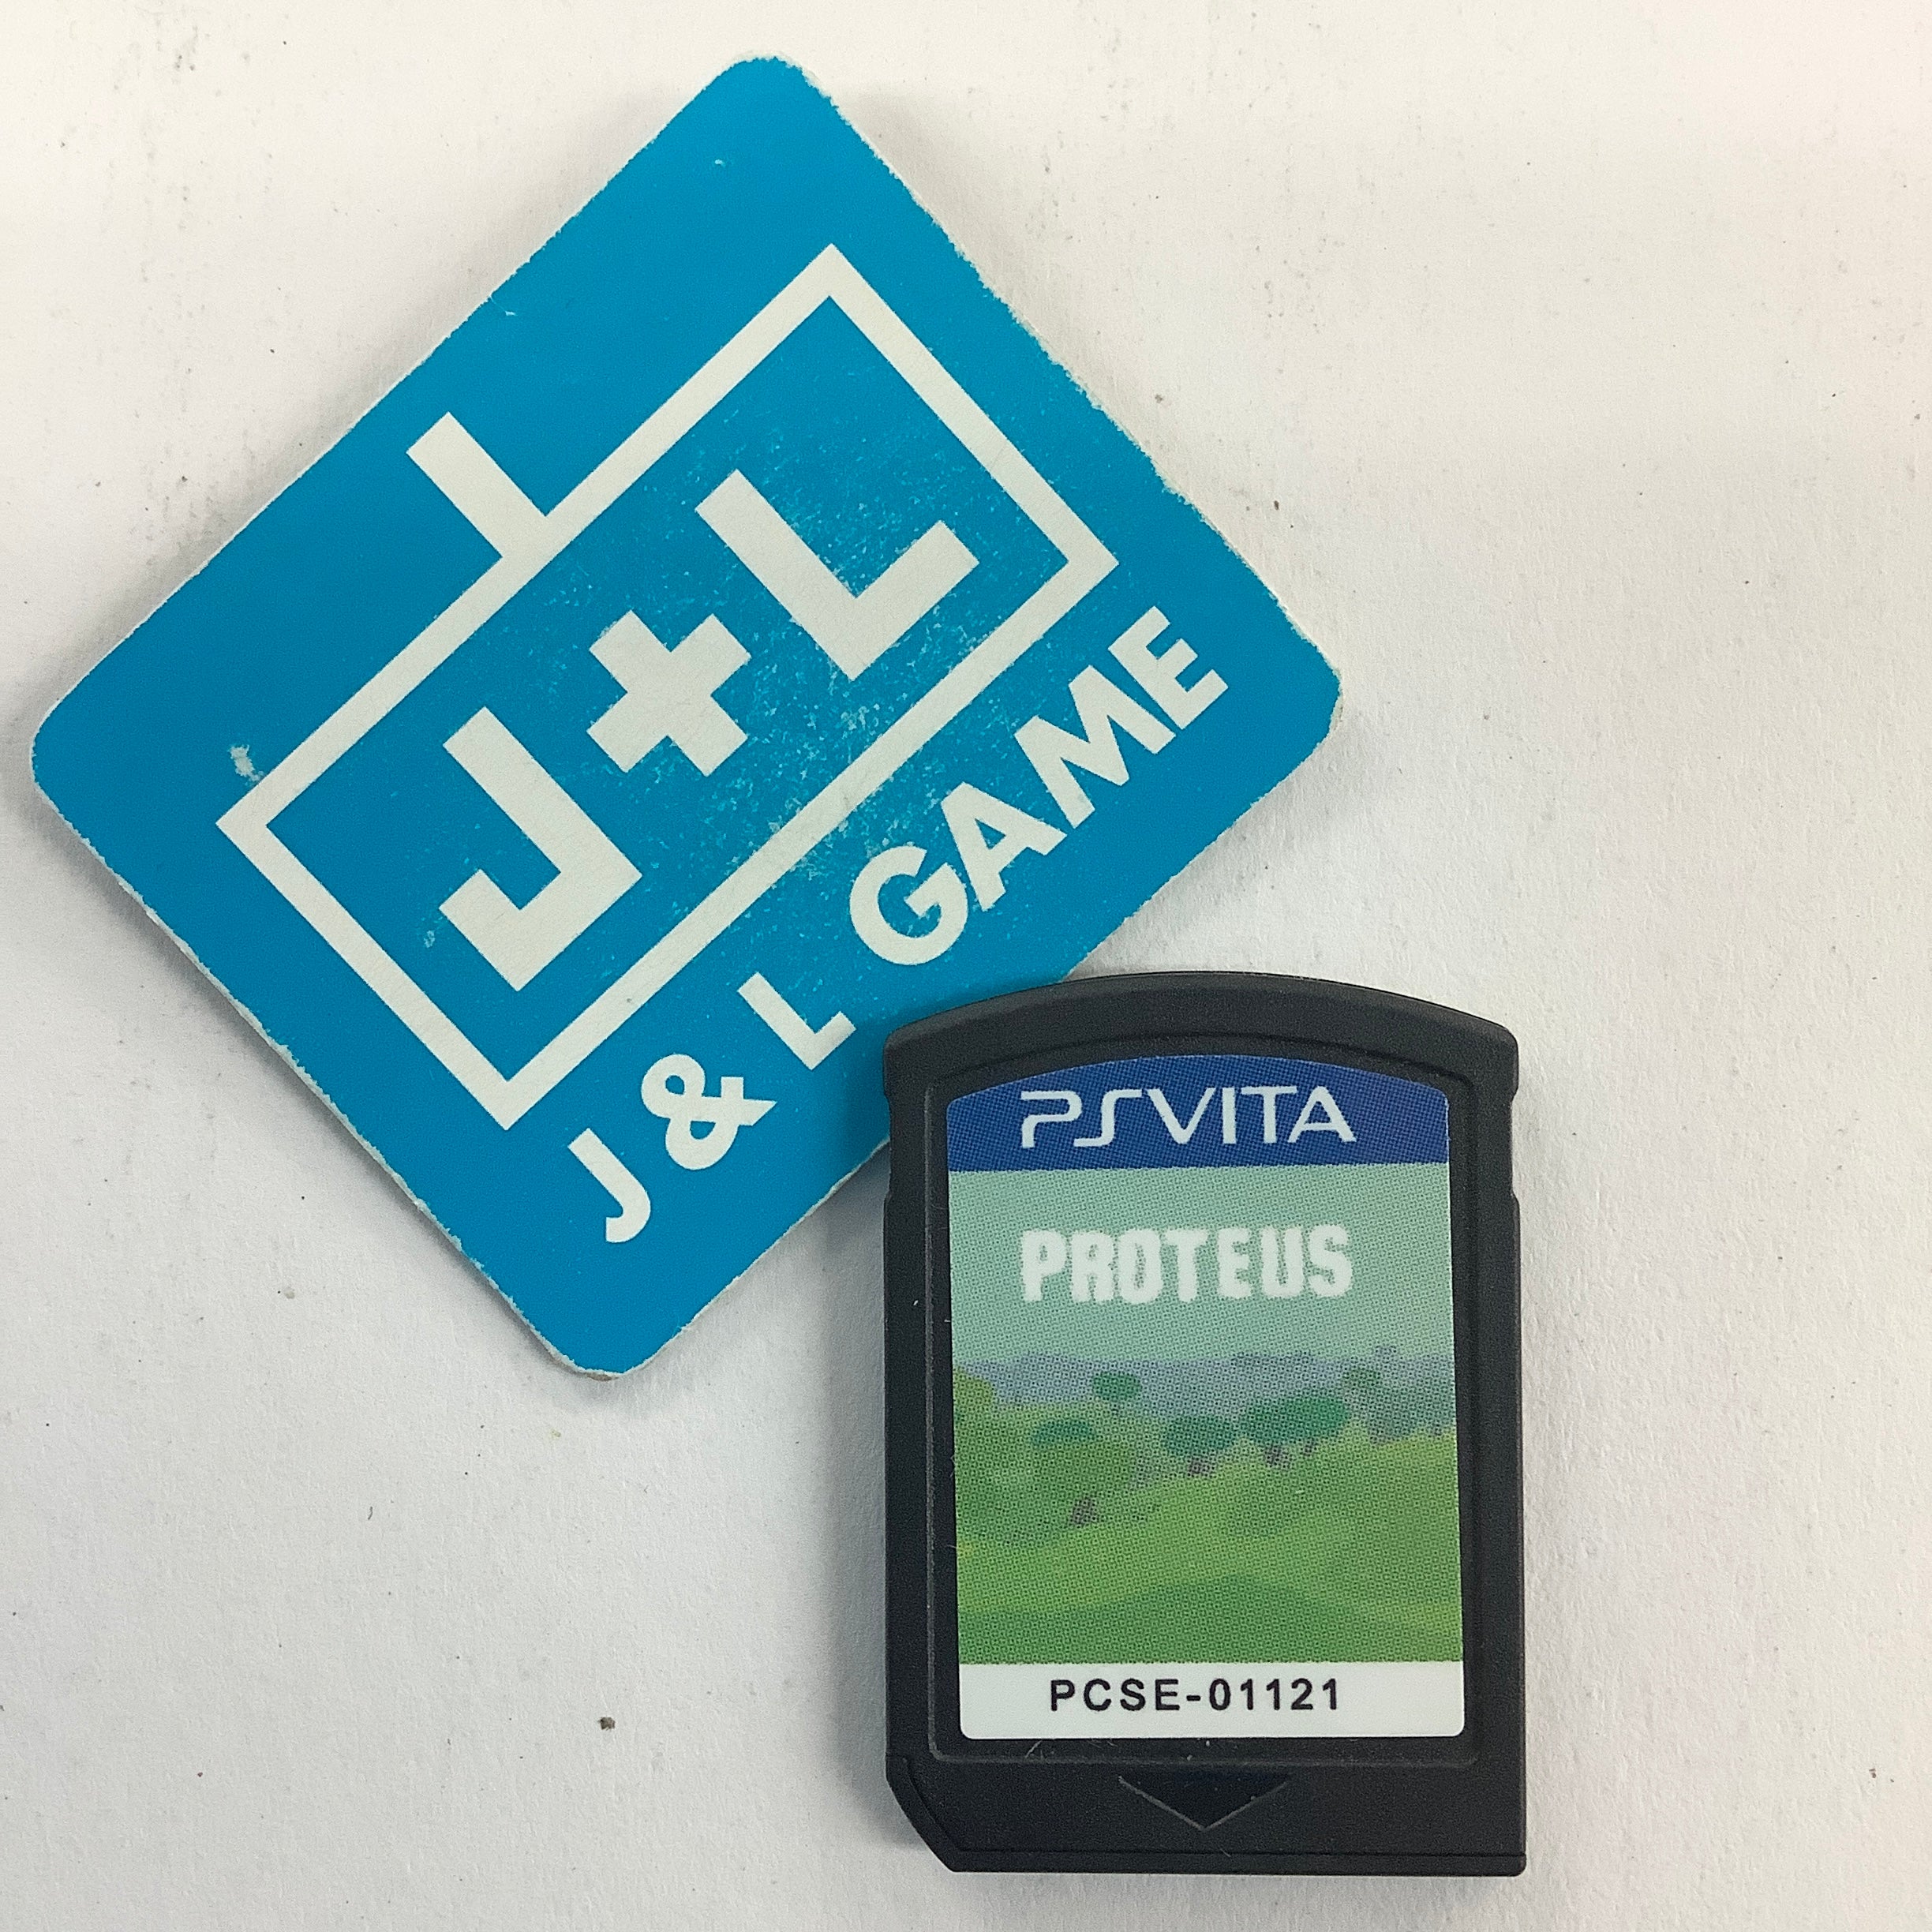 J+L
J & L GAME
PSVITA
PROTEUS
PCSE-01121